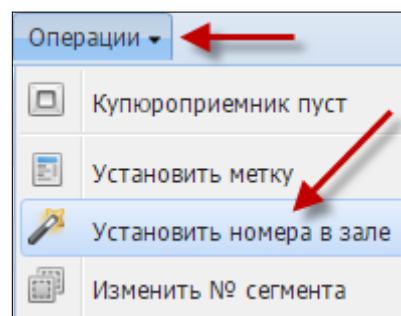 Операции
Купюроприемник пуст
Установить метку
Установить номера в зале
Изменить № сегмента